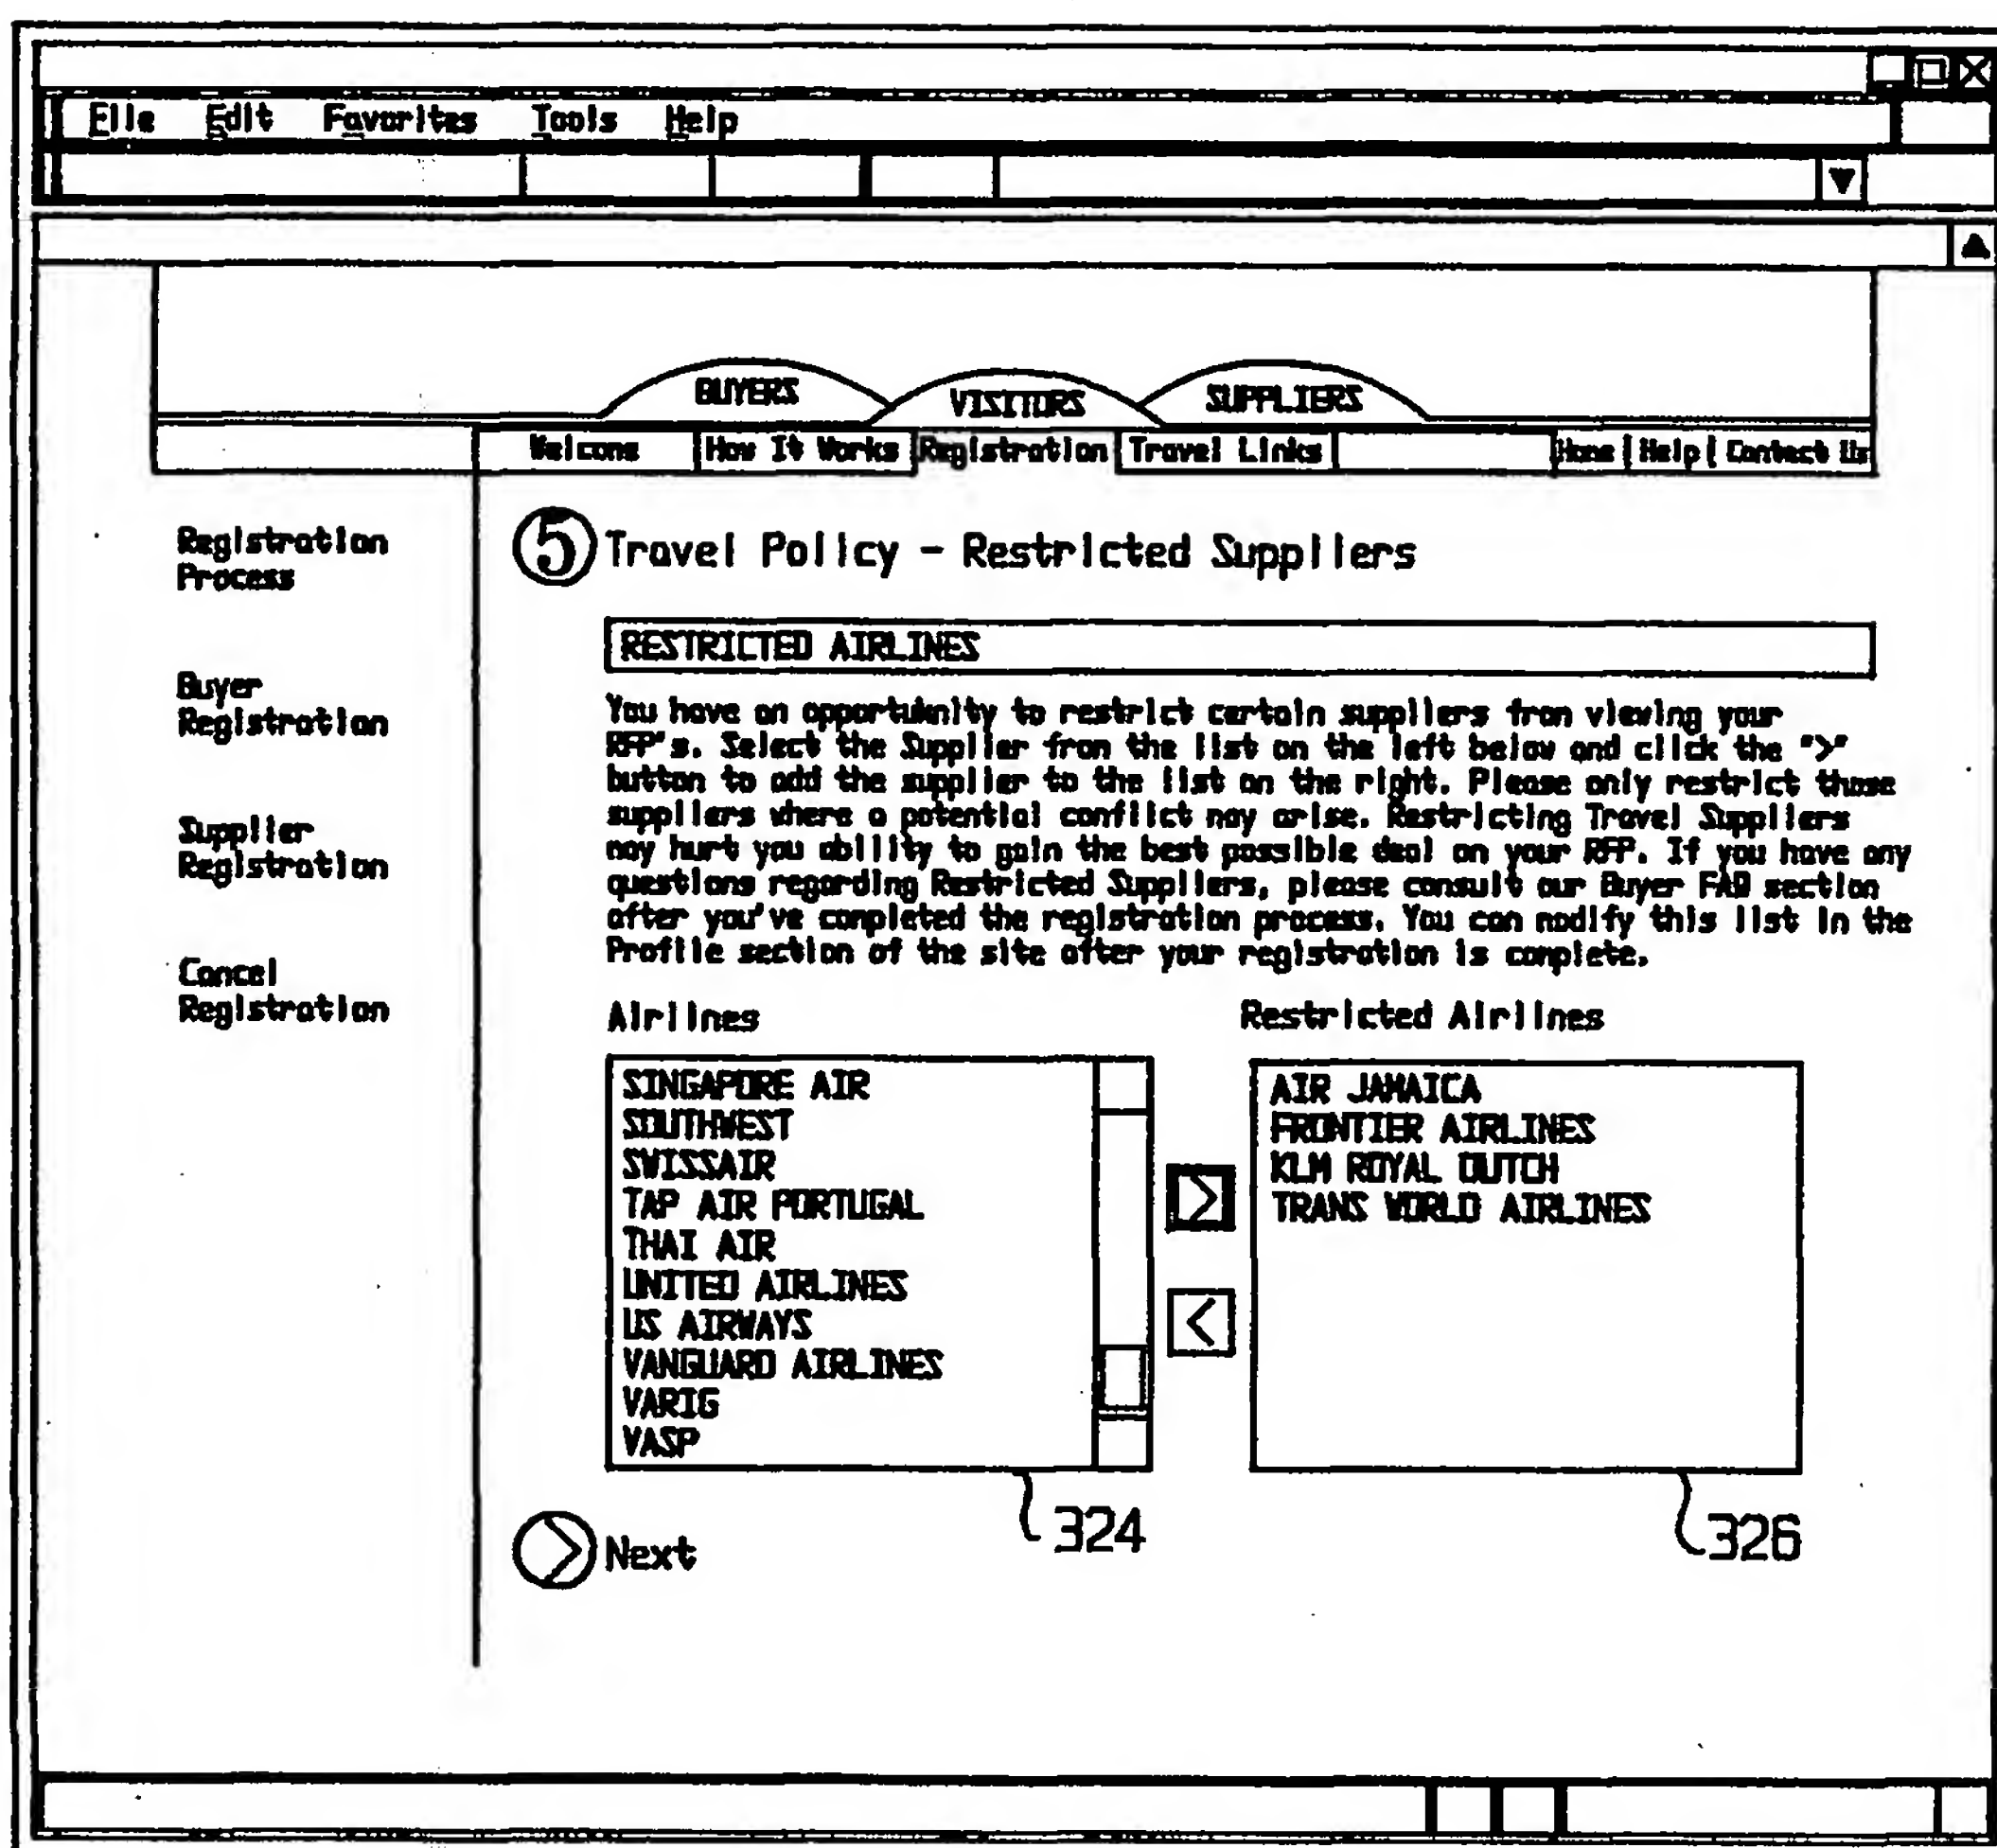 File Edit Favorites Tools Help
BUYERS VISITORS SUPPLIERS
Welcome How It Works Registration Travel Links Home | Help | Contact Us
Registration
Process
Buyer
Registration
Supplier
Registration
Cancel
Registration
5 Travel Policy - Restricted Suppliers
RESTRICTED AIRLINES
You have an opportuknity to restrict certain suppliers from viewing your
RFP's. Select the Supplier from the list on the left below and click the ">"
button to add the supplier to the list on the right. Please only restrict those
suppliers where a potential conflict may arise. Restricting Travel Suppliers
may hurt you ability to gain the best possible deal on your RFP. If you have any
questions regarding Restricted Suppliers, please consult our Buyer FAQ section
after you've completed the registration process. You can modify this list in the
Profile section of the site after your registration is complete.
Airlines
SINGAPORE AIR
SOUTHWEST
SWISSAIR
TAP AIR PORTUGAL
THAI AIR
UNITED AIRLINES
US AIRWAYS
VANGUARD AIRLINES
VARIG
VASP
324
>
<
Restricted Airlines
AIR JAMAICA
FRONTIER AIRLINES
KLM ROYAL DUTCH
TRANS WORLD AIRLINES
326
Next